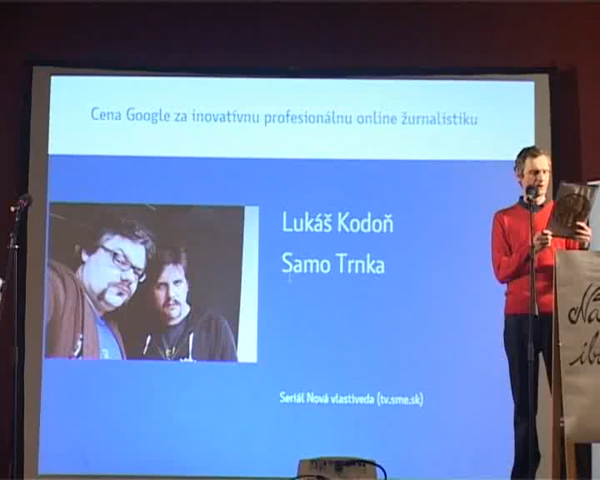 Cena Google za inovatívnu profesionálnu online žurnalistiku
Lukáš Kodoň
Samo Trnka
Seriál Nová vlastiveda (tv.sme.sk)